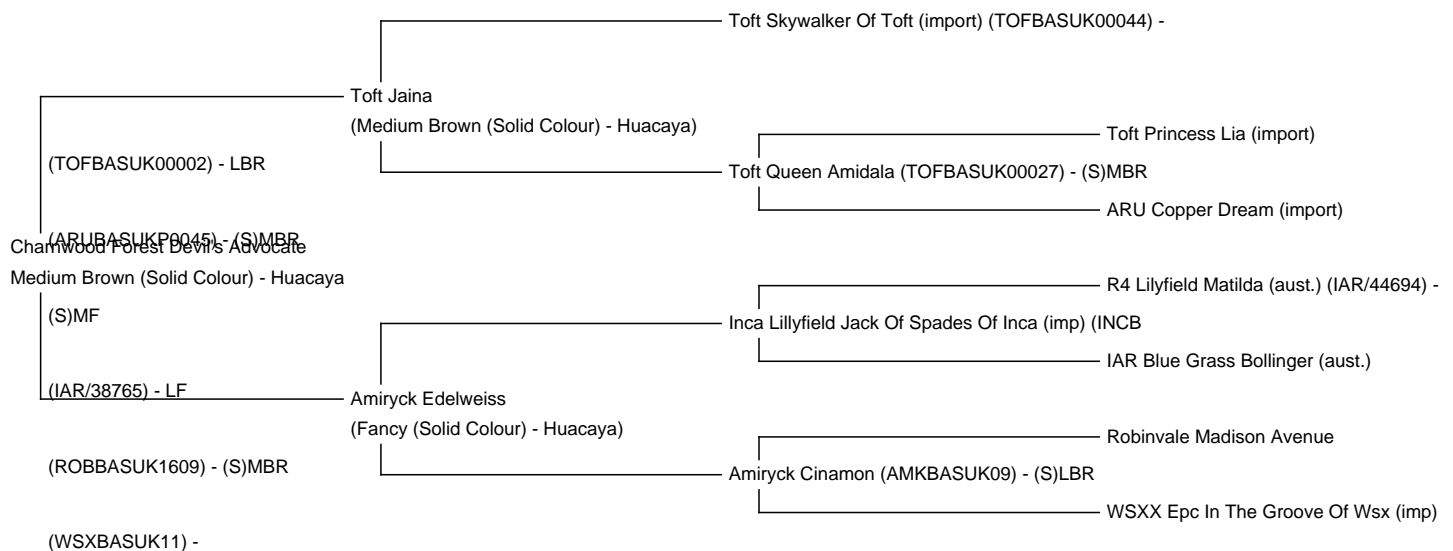 Toft Skywalker Of Toft (import) (TOFBASUK00044) -
Toft Jaina
(Medium Brown (Solid Colour) - Huacaya)
Toft Princess Lia (import)
(TOFBASUK00002) - LBR
Toft Queen Amidala (TOFBASUK00027) - (S)MBR
ARU Copper Dream (import)
(ARUBASUKP0045) - (S)MBR
Charnwood Forest Devil's Advocate
Medium Brown (Solid Colour) - Huacaya
R4 Lilyfield Matilda (aust.) (IAR/44694) -
(S)MF
Inca Lillyfield Jack Of Spades Of Inca (imp) (INCB
IAR Blue Grass Bollinger (aust.)
(IAR/38765) - LF
Amiryck Edelweiss
(Fancy (Solid Colour) - Huacaya)
Robinvale Madison Avenue
(ROBBASUK1609) - (S)MBR
Amiryck Cinamon (AMKBASUK09) - (S)LBR
WSXX Epc In The Groove Of Wsx (imp)
(WSXBASUK11) -